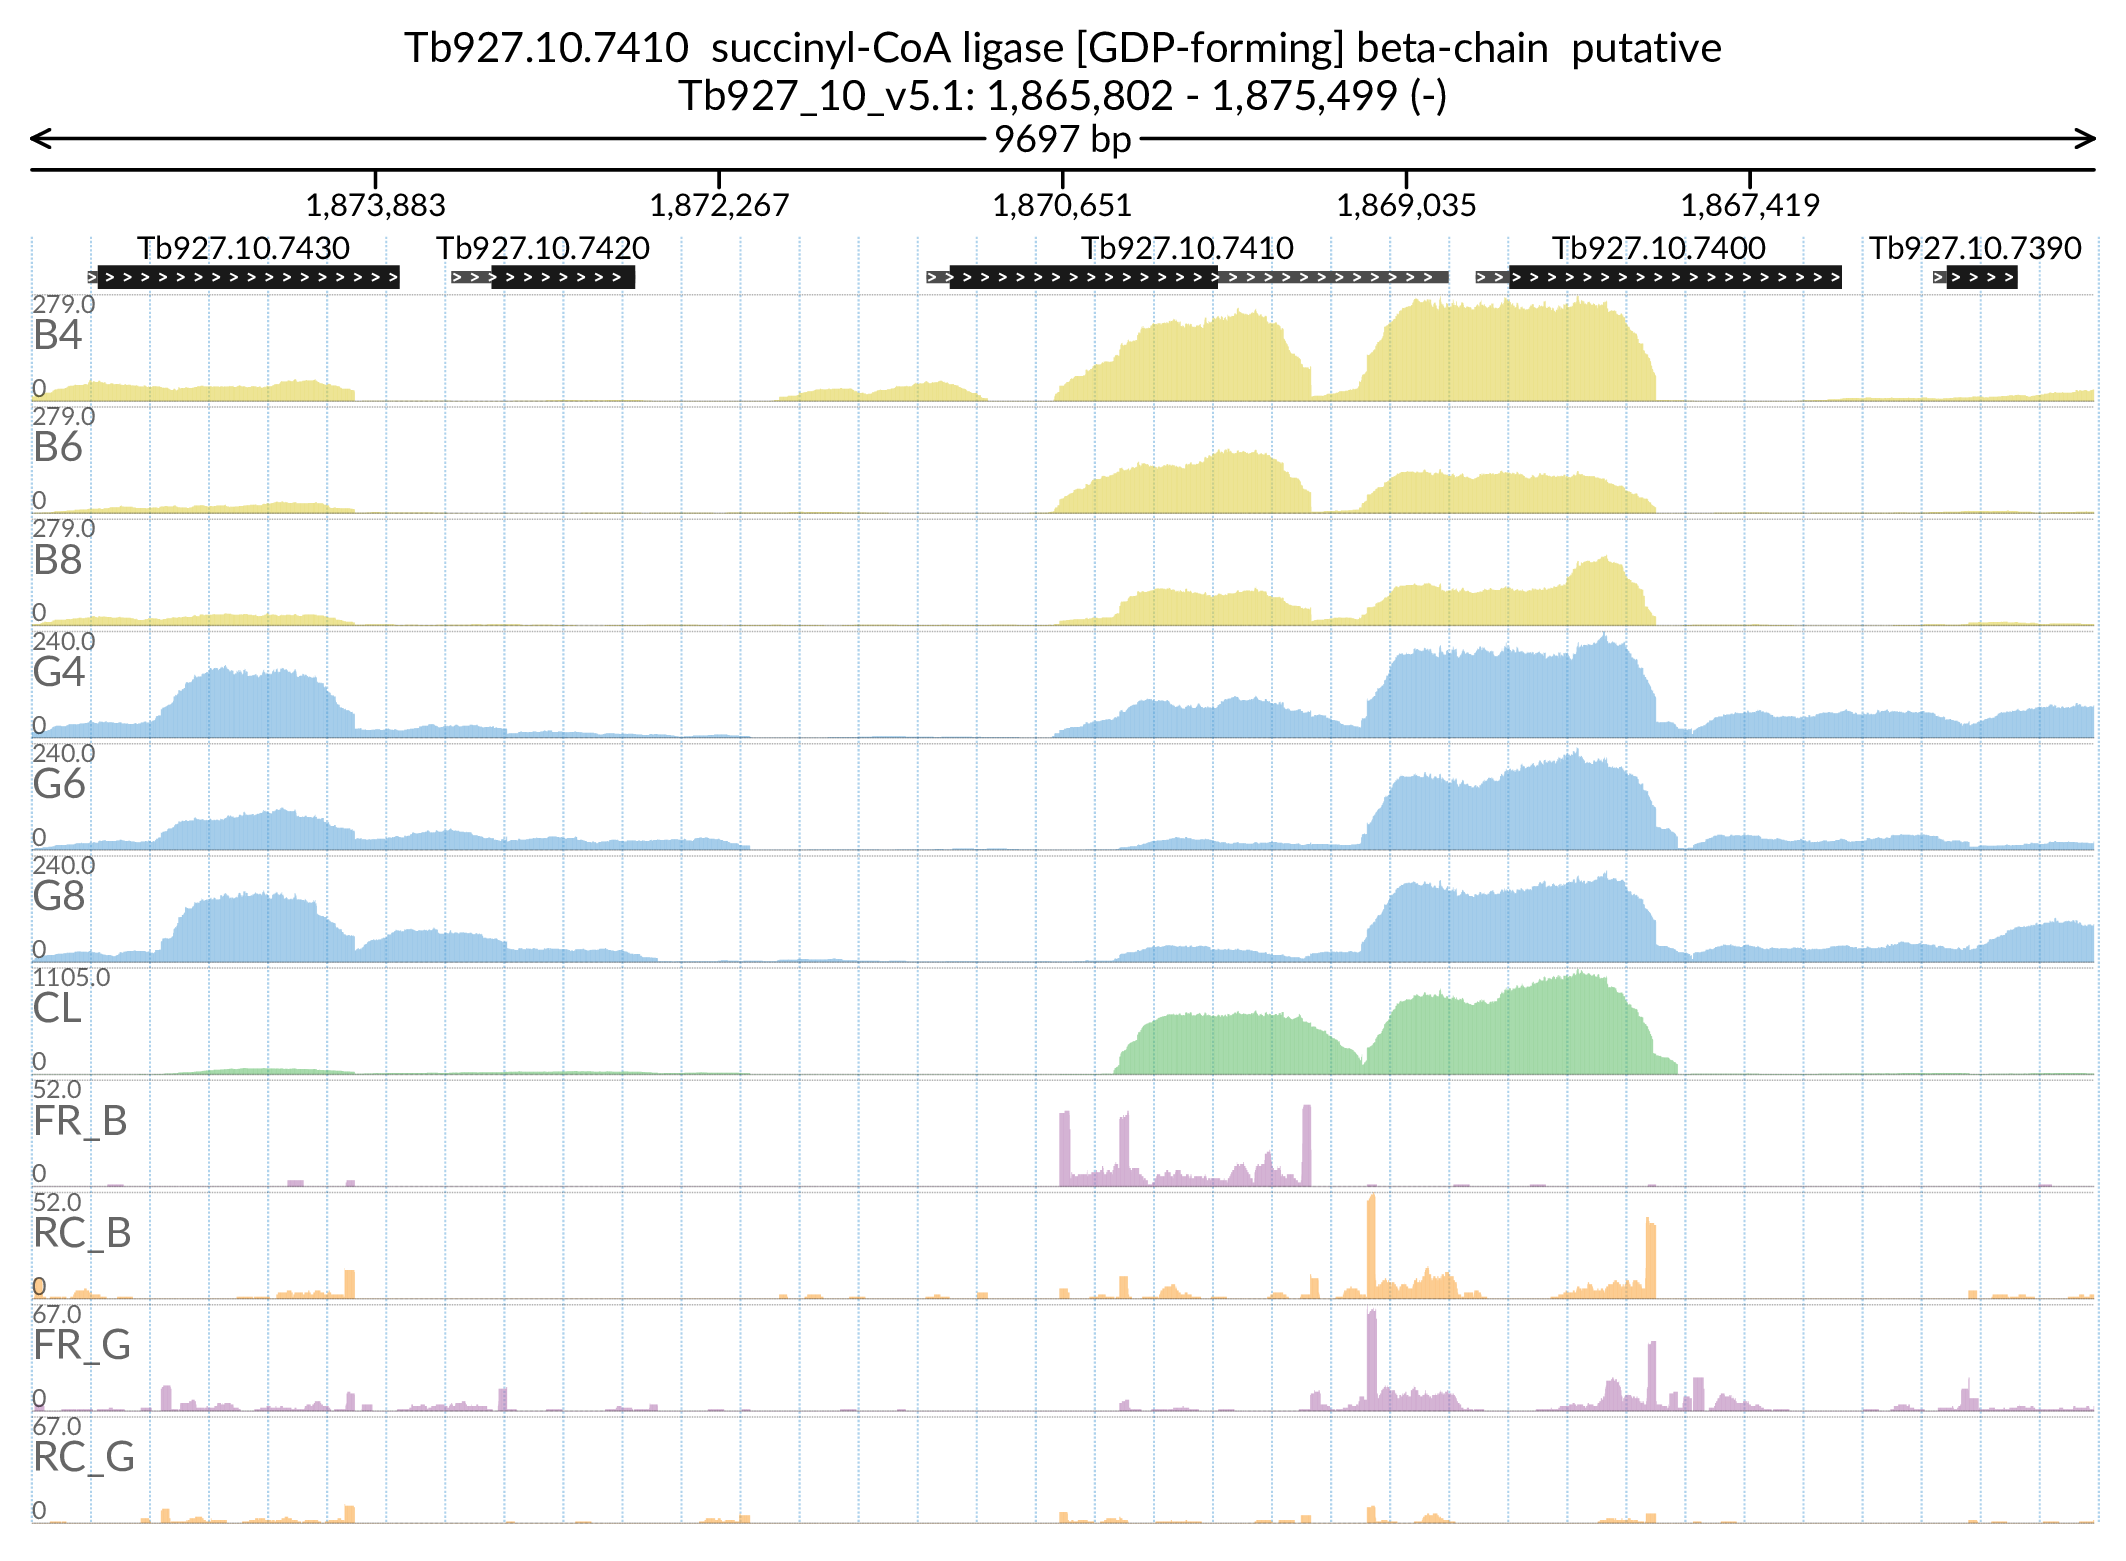 Tb927.10.7410 succinyl-CoA ligase [GDP-forming] beta-chain putative
Tb927_10_v5.1: 1,865,802 - 1,875,499 (-)
9697 bp
1,873,883 1,872,267 1,870,651 1,869,035 1,867,419
Tb927.10.7430 Tb927.10.7420 Tb927.10.7410 Tb927.10.7400 Tb927.10.7390
279.0
B4
0
279.0
B6
0
279.0
B8
0
240.0
G4
0
240.0
G6
0
240.0
G8
0
1105.0
CL
0
52.0
FR_B
0
52.0
RC_B
0
67.0
FR_G
0
67.0
RC_G
0